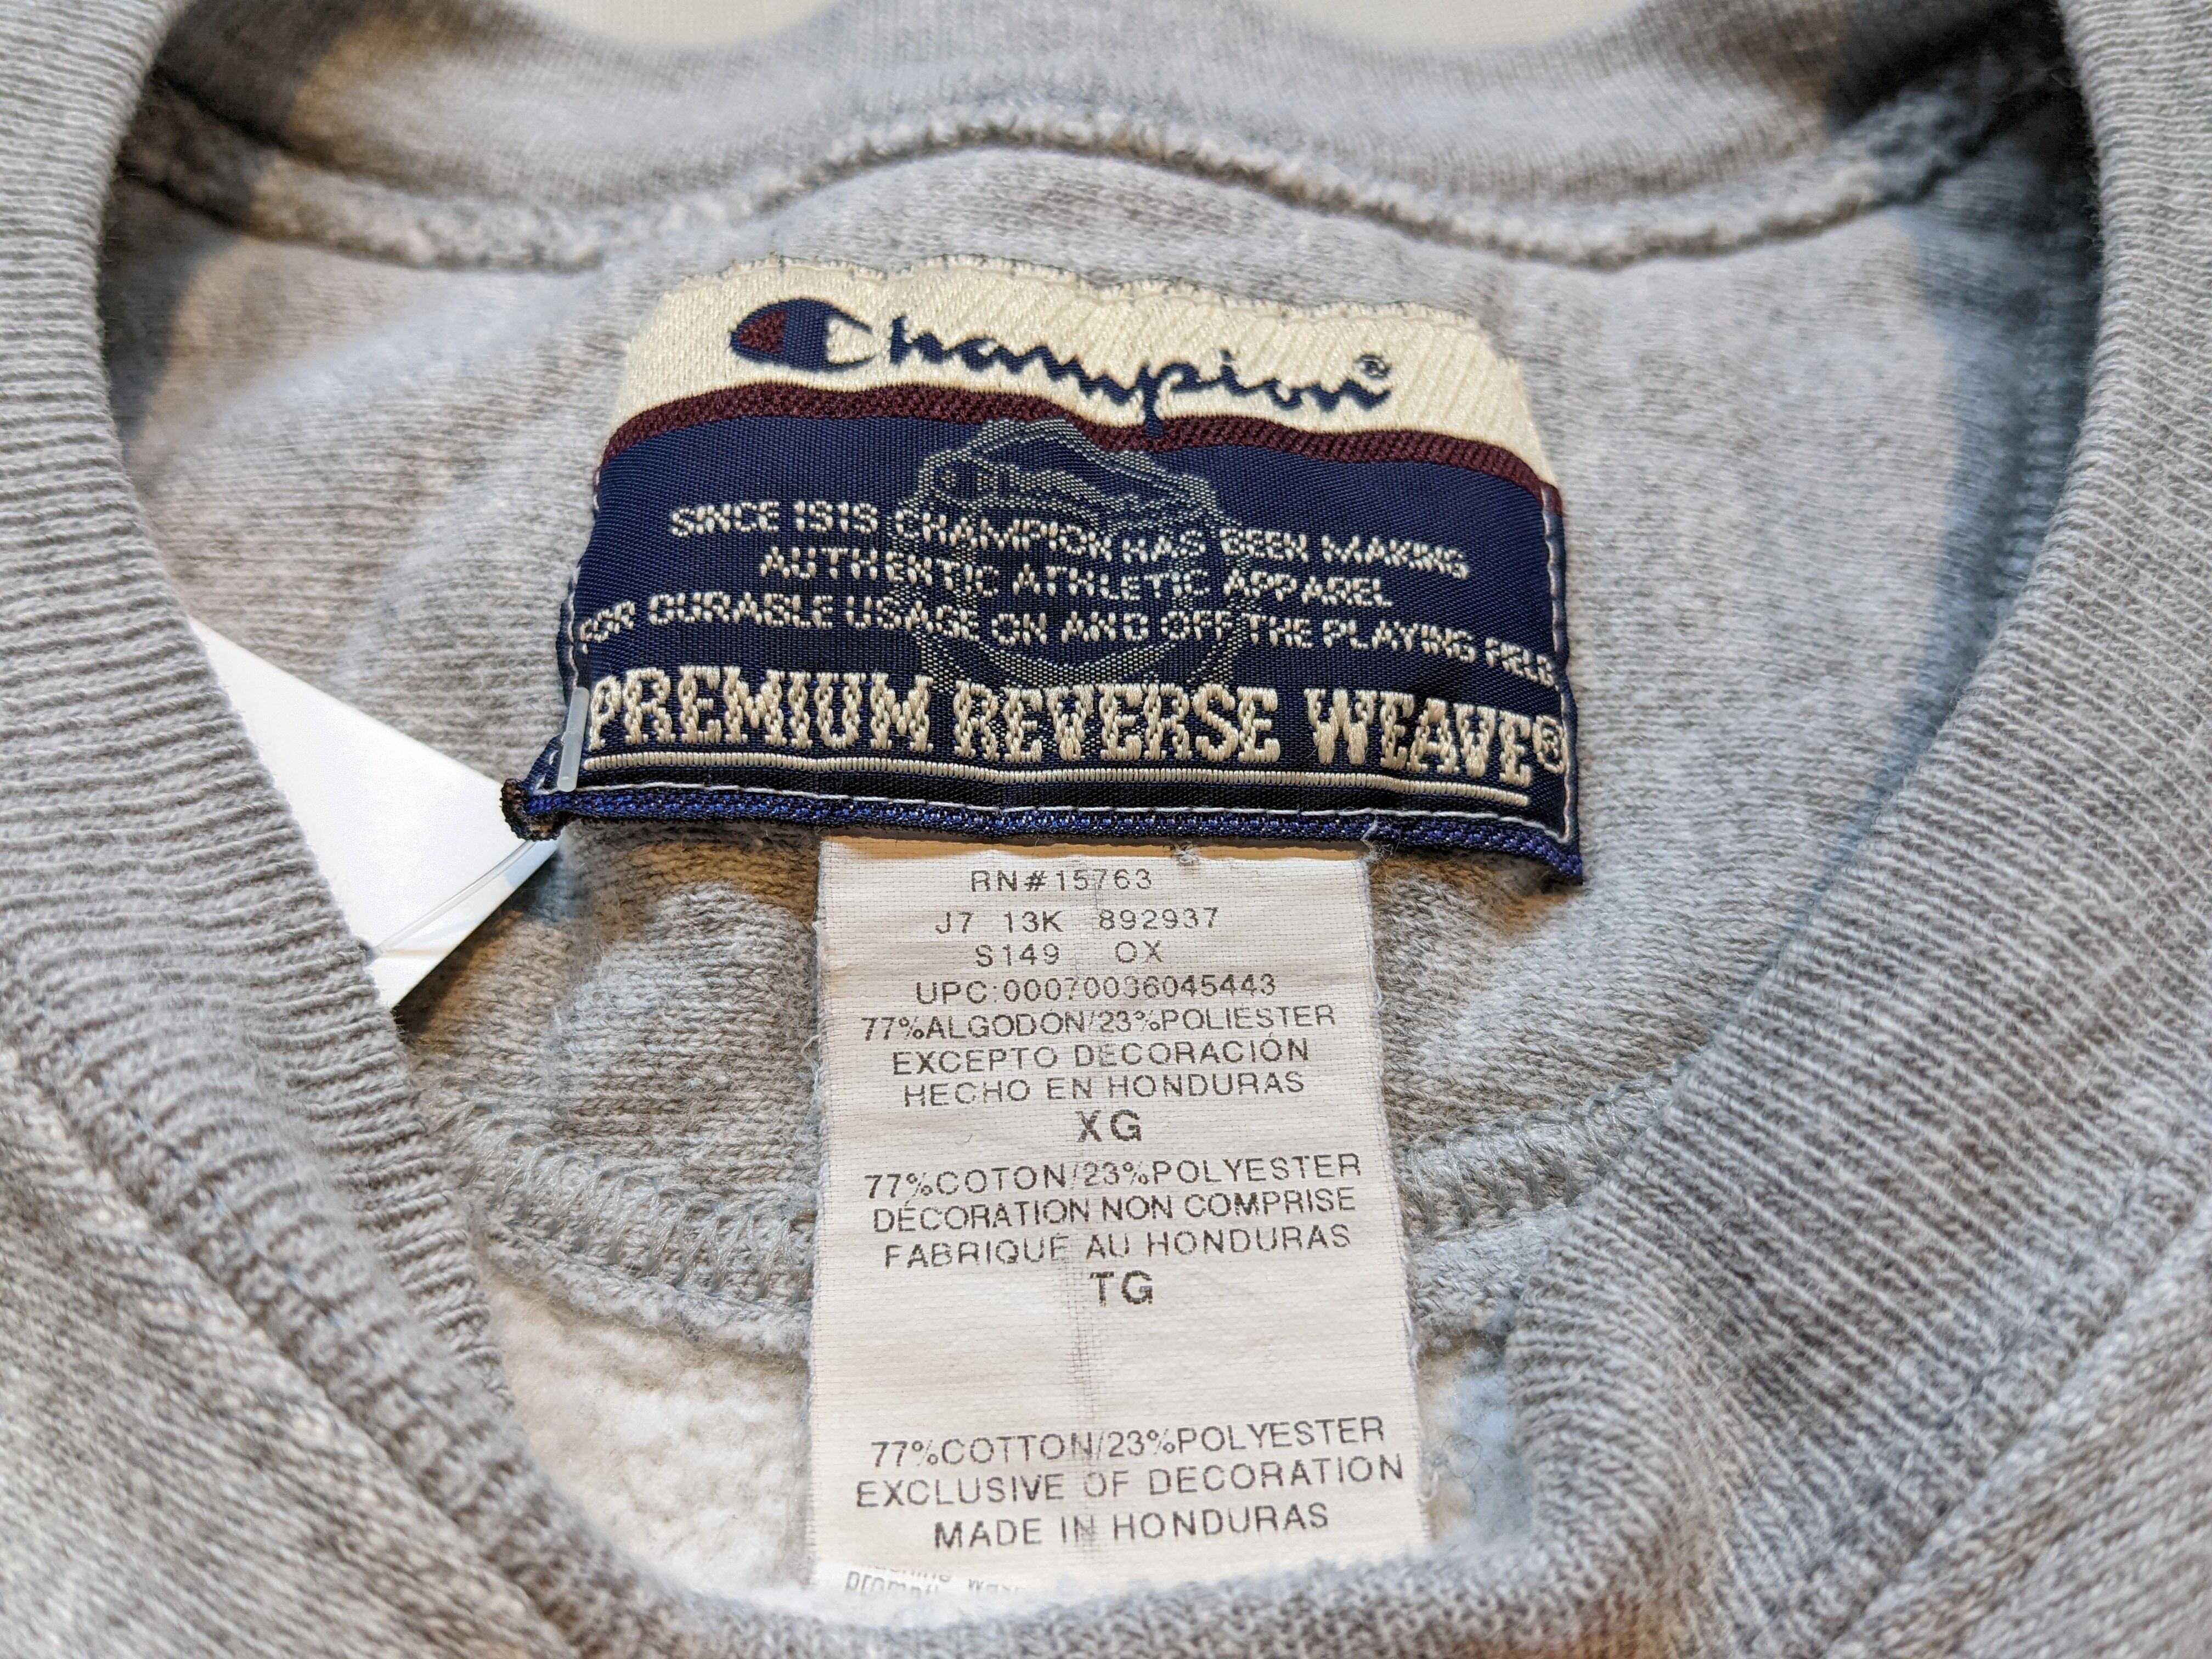 Champion®
SINCE 1919 CHAMPION HAS BEEN MAKING
AUTHENTIC ATHLETIC APPAREL
FOR DURABLE USAGE ON AND OFF THE PLAYING FIELD
PREMIUM REVERSE WEAVE®
RN#15763
J7 13K 892937
S149 OX
UPC:00070036045443
77%ALGODON/23%POLIESTER
EXCEPTO DECORACIÓN
HECHO EN HONDURAS
XG
77%COTON/23%POLYESTER
DÉCORATION NON COMPRISE
FABRIQUÉ AU HONDURAS
TG
77%COTTON/23%POLYESTER
EXCLUSIVE OF DECORATION
MADE IN HONDURAS